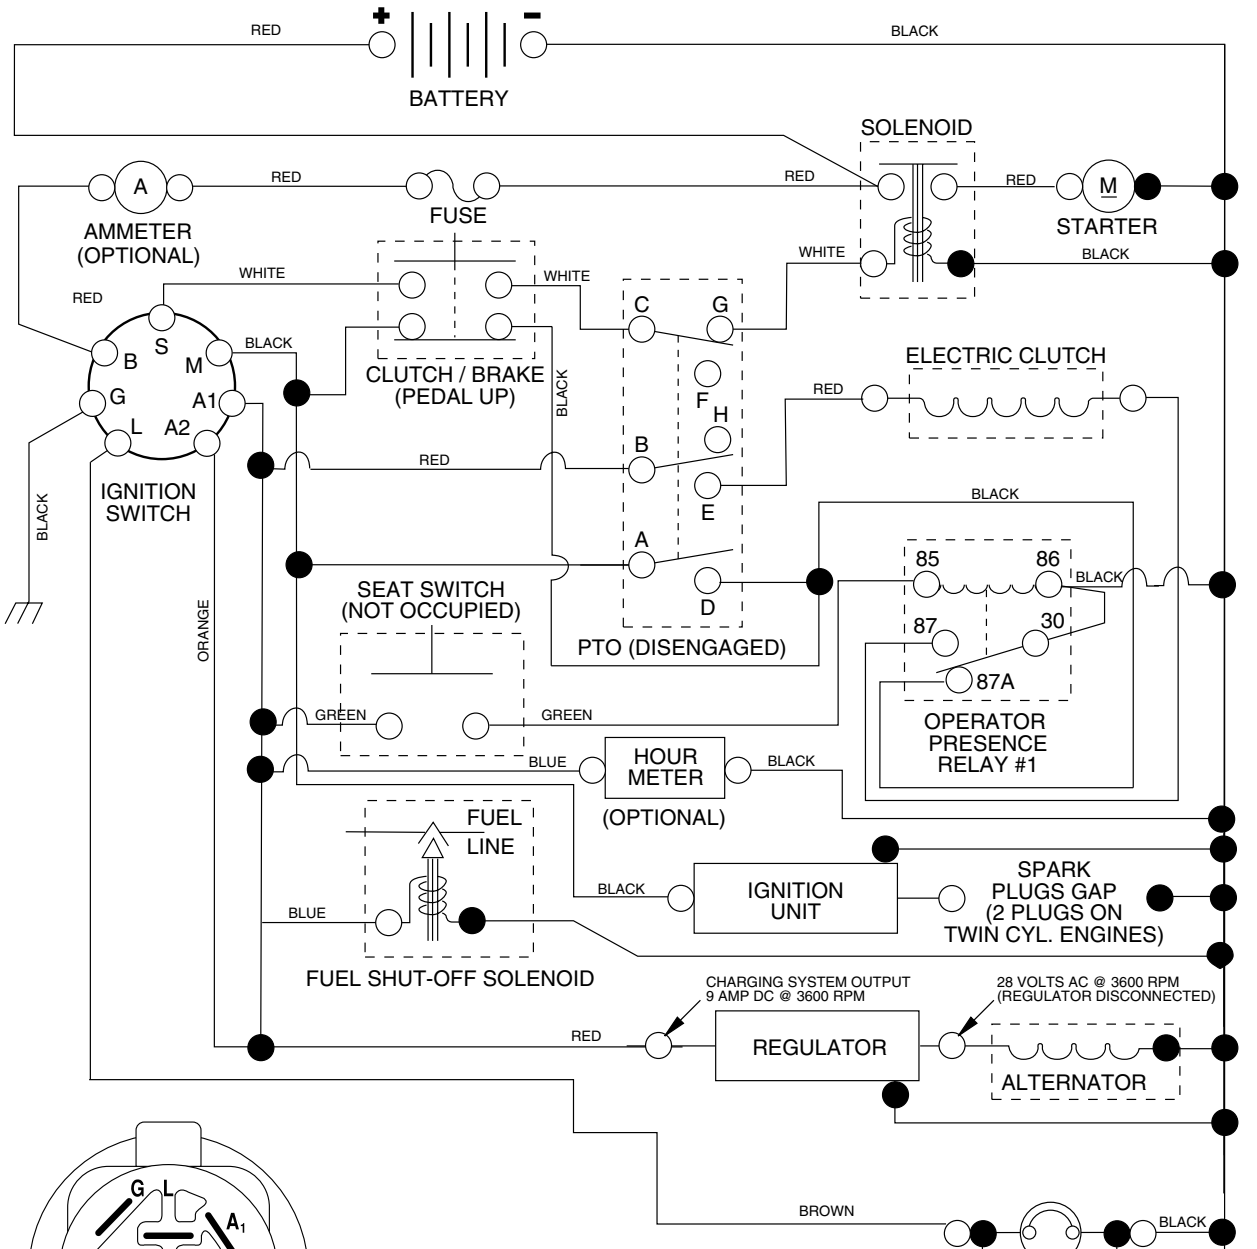 +
−
RED
BLACK
BATTERY
SOLENOID
A
RED
RED
RED
M
FUSE
STARTER
AMMETER
(OPTIONAL)
WHITE
BLACK
WHITE
WHITE
RED
C
G
S
B
M
BLACK
ELECTRIC CLUTCH
CLUTCH / BRAKE
(PEDAL UP)
BLACK
F
RED
G
A1
H
L
A2
B
RED
E
IGNITION
SWITCH
BLACK
BLACK
A
85
86
BLACK
SEAT SWITCH
(NOT OCCUPIED)
D
ORANGE
87
30
PTO (DISENGAGED)
87A
GREEN
GREEN
OPERATOR
PRESENCE
RELAY #1
BLUE
HOUR
METER
BLACK
(OPTIONAL)
FUEL
LINE
SPARK
PLUGS GAP
(2 PLUGS ON
TWIN CYL. ENGINES)
BLACK
IGNITION
UNIT
BLUE
FUEL SHUT-OFF SOLENOID
CHARGING SYSTEM OUTPUT
9 AMP DC @ 3600 RPM
28 VOLTS AC @ 3600 RPM
(REGULATOR DISCONNECTED)
RED
REGULATOR
ALTERNATOR
G
L
A1
BROWN
BLACK